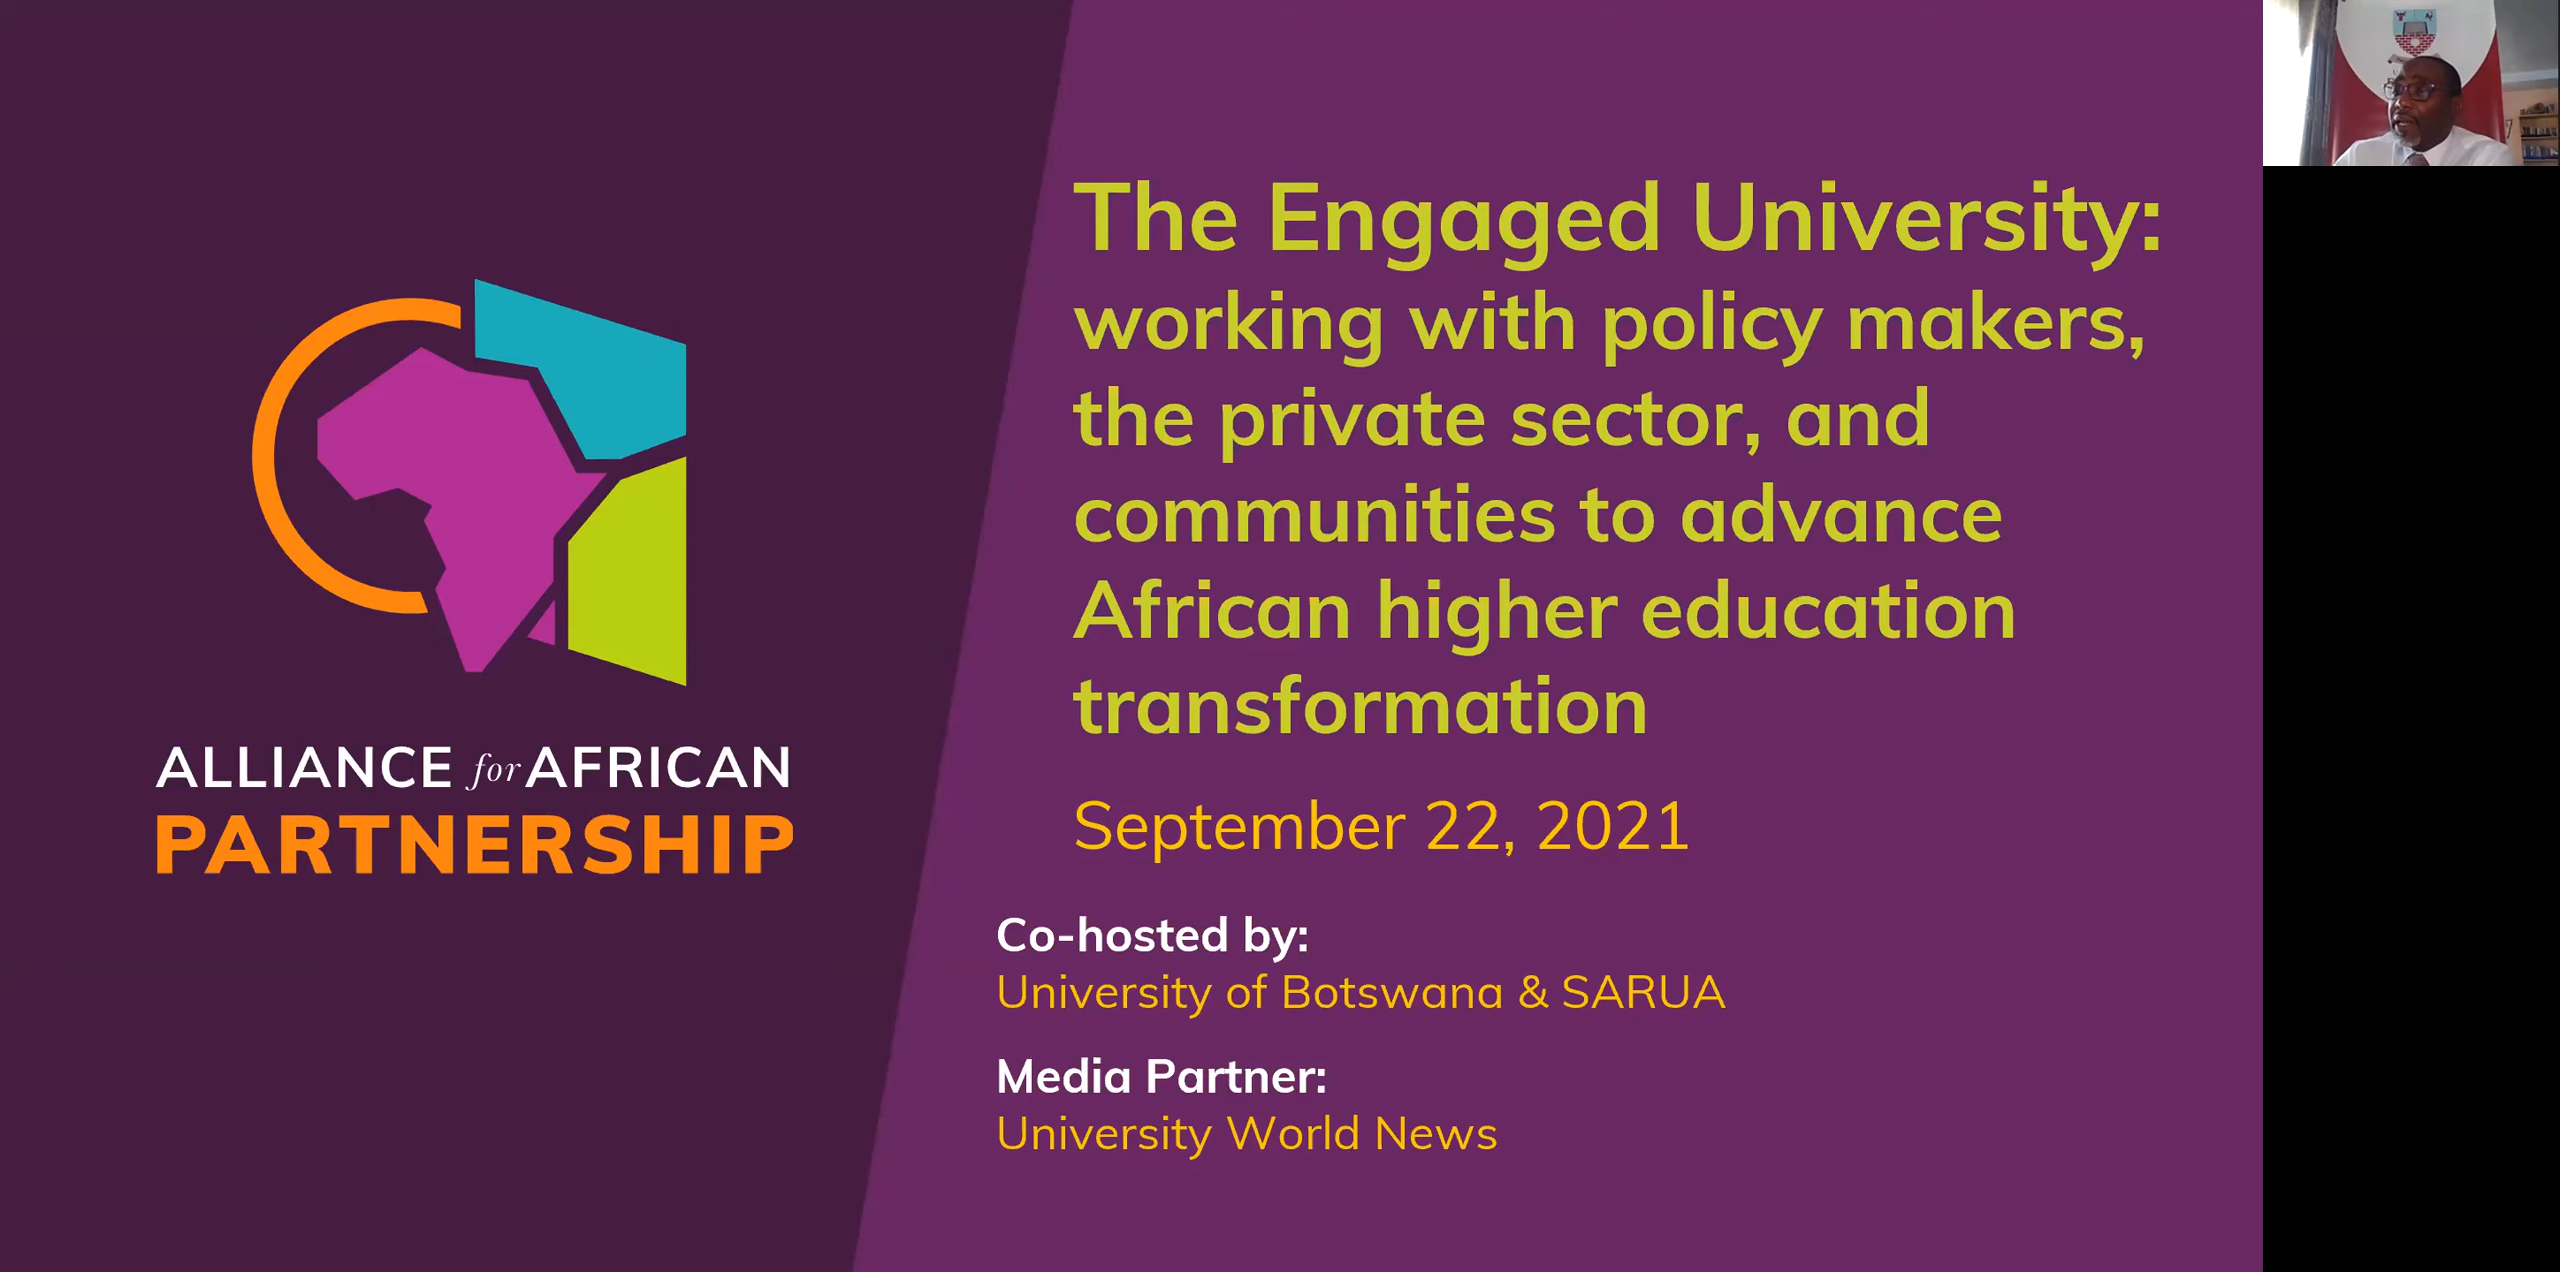 ALLIANCE for AFRICAN
PARTNERSHIP
The Engaged University:
working with policy makers,
the private sector, and
communities to advance
African higher education
transformation
September 22, 2021
Co-hosted by:
University of Botswana & SARUA
Media Partner:
University World News